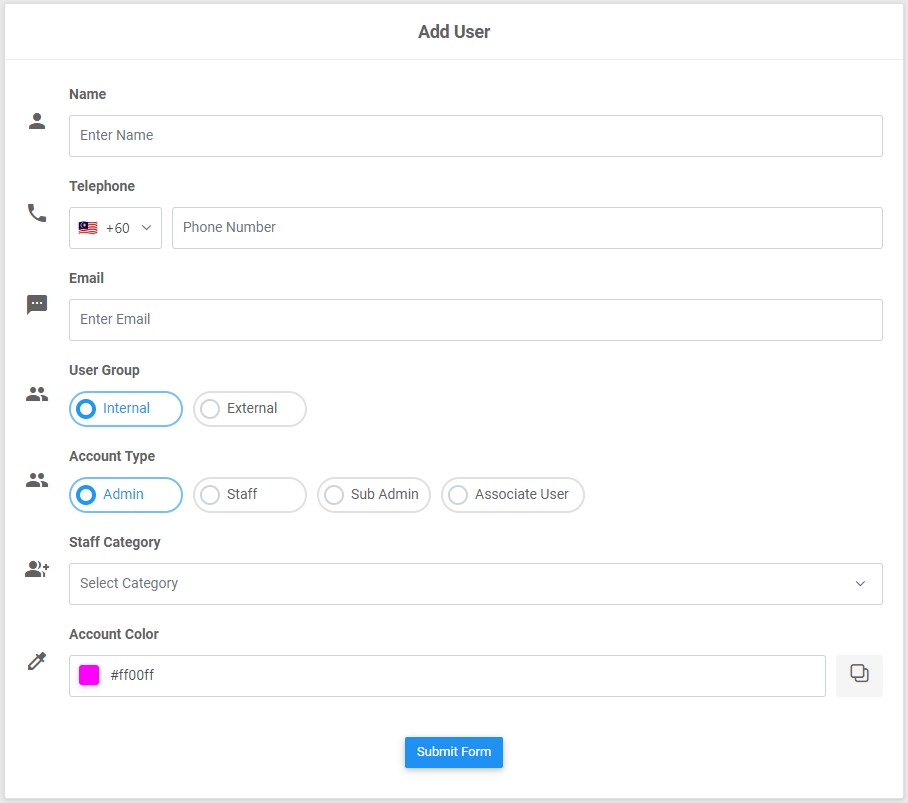 Add User
Name
Enter Name
Telephone
+60
Phone Number
Email
Enter Email
User Group
Internal
External
Account Type
Admin
Staff
Sub Admin
Associate User
Staff Category
Select Category
Account Color
#ff00ff
Submit Form